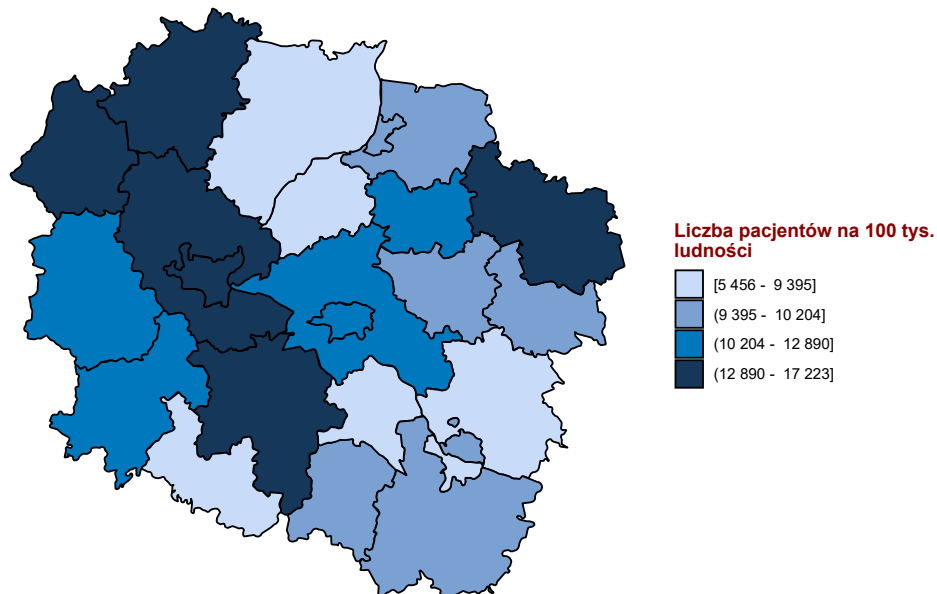 Liczba pacjentów na 100 tys.
ludności
[5 456 - 9 395]
(9 395 - 10 204]
(10 204 - 12 890]
(12 890 - 17 223]